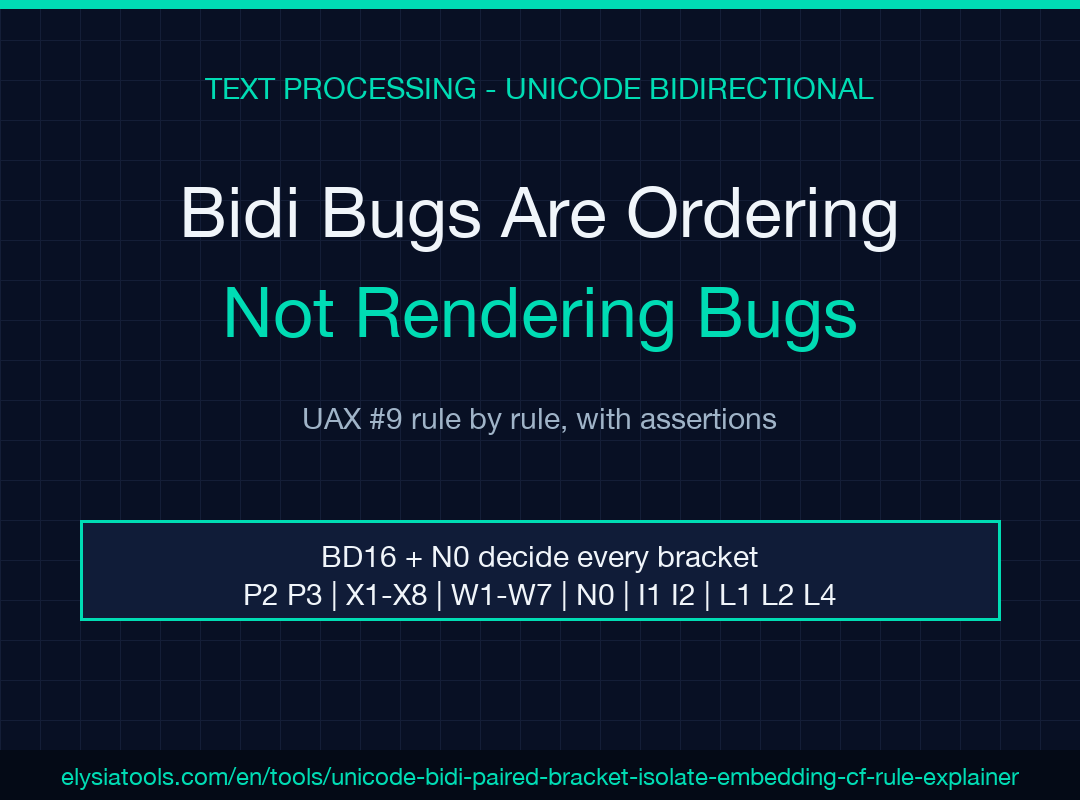 TEXT PROCESSING - UNICODE BIDIRECTIONAL
Bidi Bugs Are Ordering
Not Rendering Bugs
UAX #9 rule by rule, with assertions
BD16 + N0 decide every bracket
P2 P3 | X1-X8 | W1-W7 | N0 | I1 I2 | L1 L2 L4
elysiatools.com/en/tools/unicode-bidi-paired-bracket-isolate-embedding-cf-rule-explainer